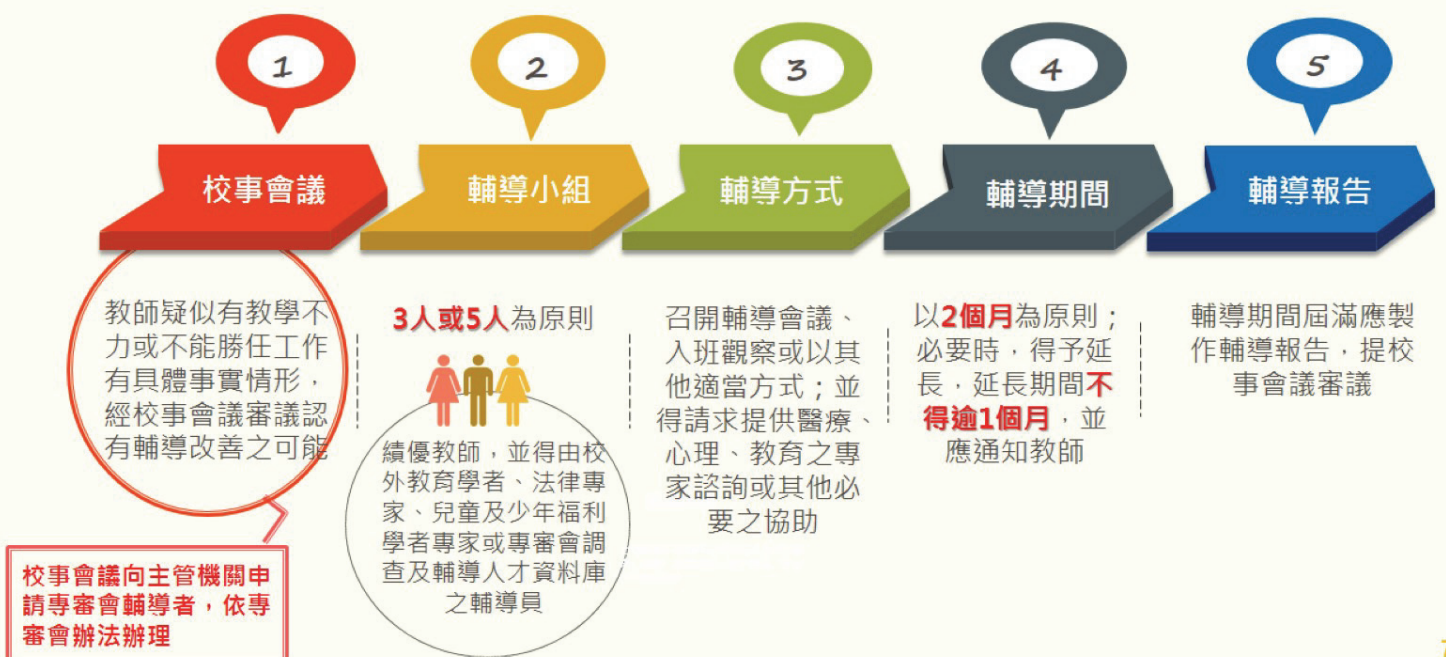 1
校事會議
教師疑似有教學不
力或不能勝任工作
有具體事實情形，
經校事會議審議認
有輔導改善之可能
校事會議向主管機關申
請專審會輔導者，依專
審會辦法辦理
2
輔導小組
3人或5人為原則
績優教師，並得由校
外教育學者、法律專
家、兒童及少年福利
學者專家或專審會調
查及輔導人才資料庫
之輔導員
3
輔導方式
召開輔導會議、
入班觀察或以其
他適當方式；並
得請求提供醫療、
心理、教育之專
家諮詢或其他必
要之協助
4
輔導期間
以2個月為原則；
必要時，得予延
長，延長期間不
得逾1個月，並
應通知教師
5
輔導報告
輔導期間屆滿應製
作輔導報告，提校
事會議審議